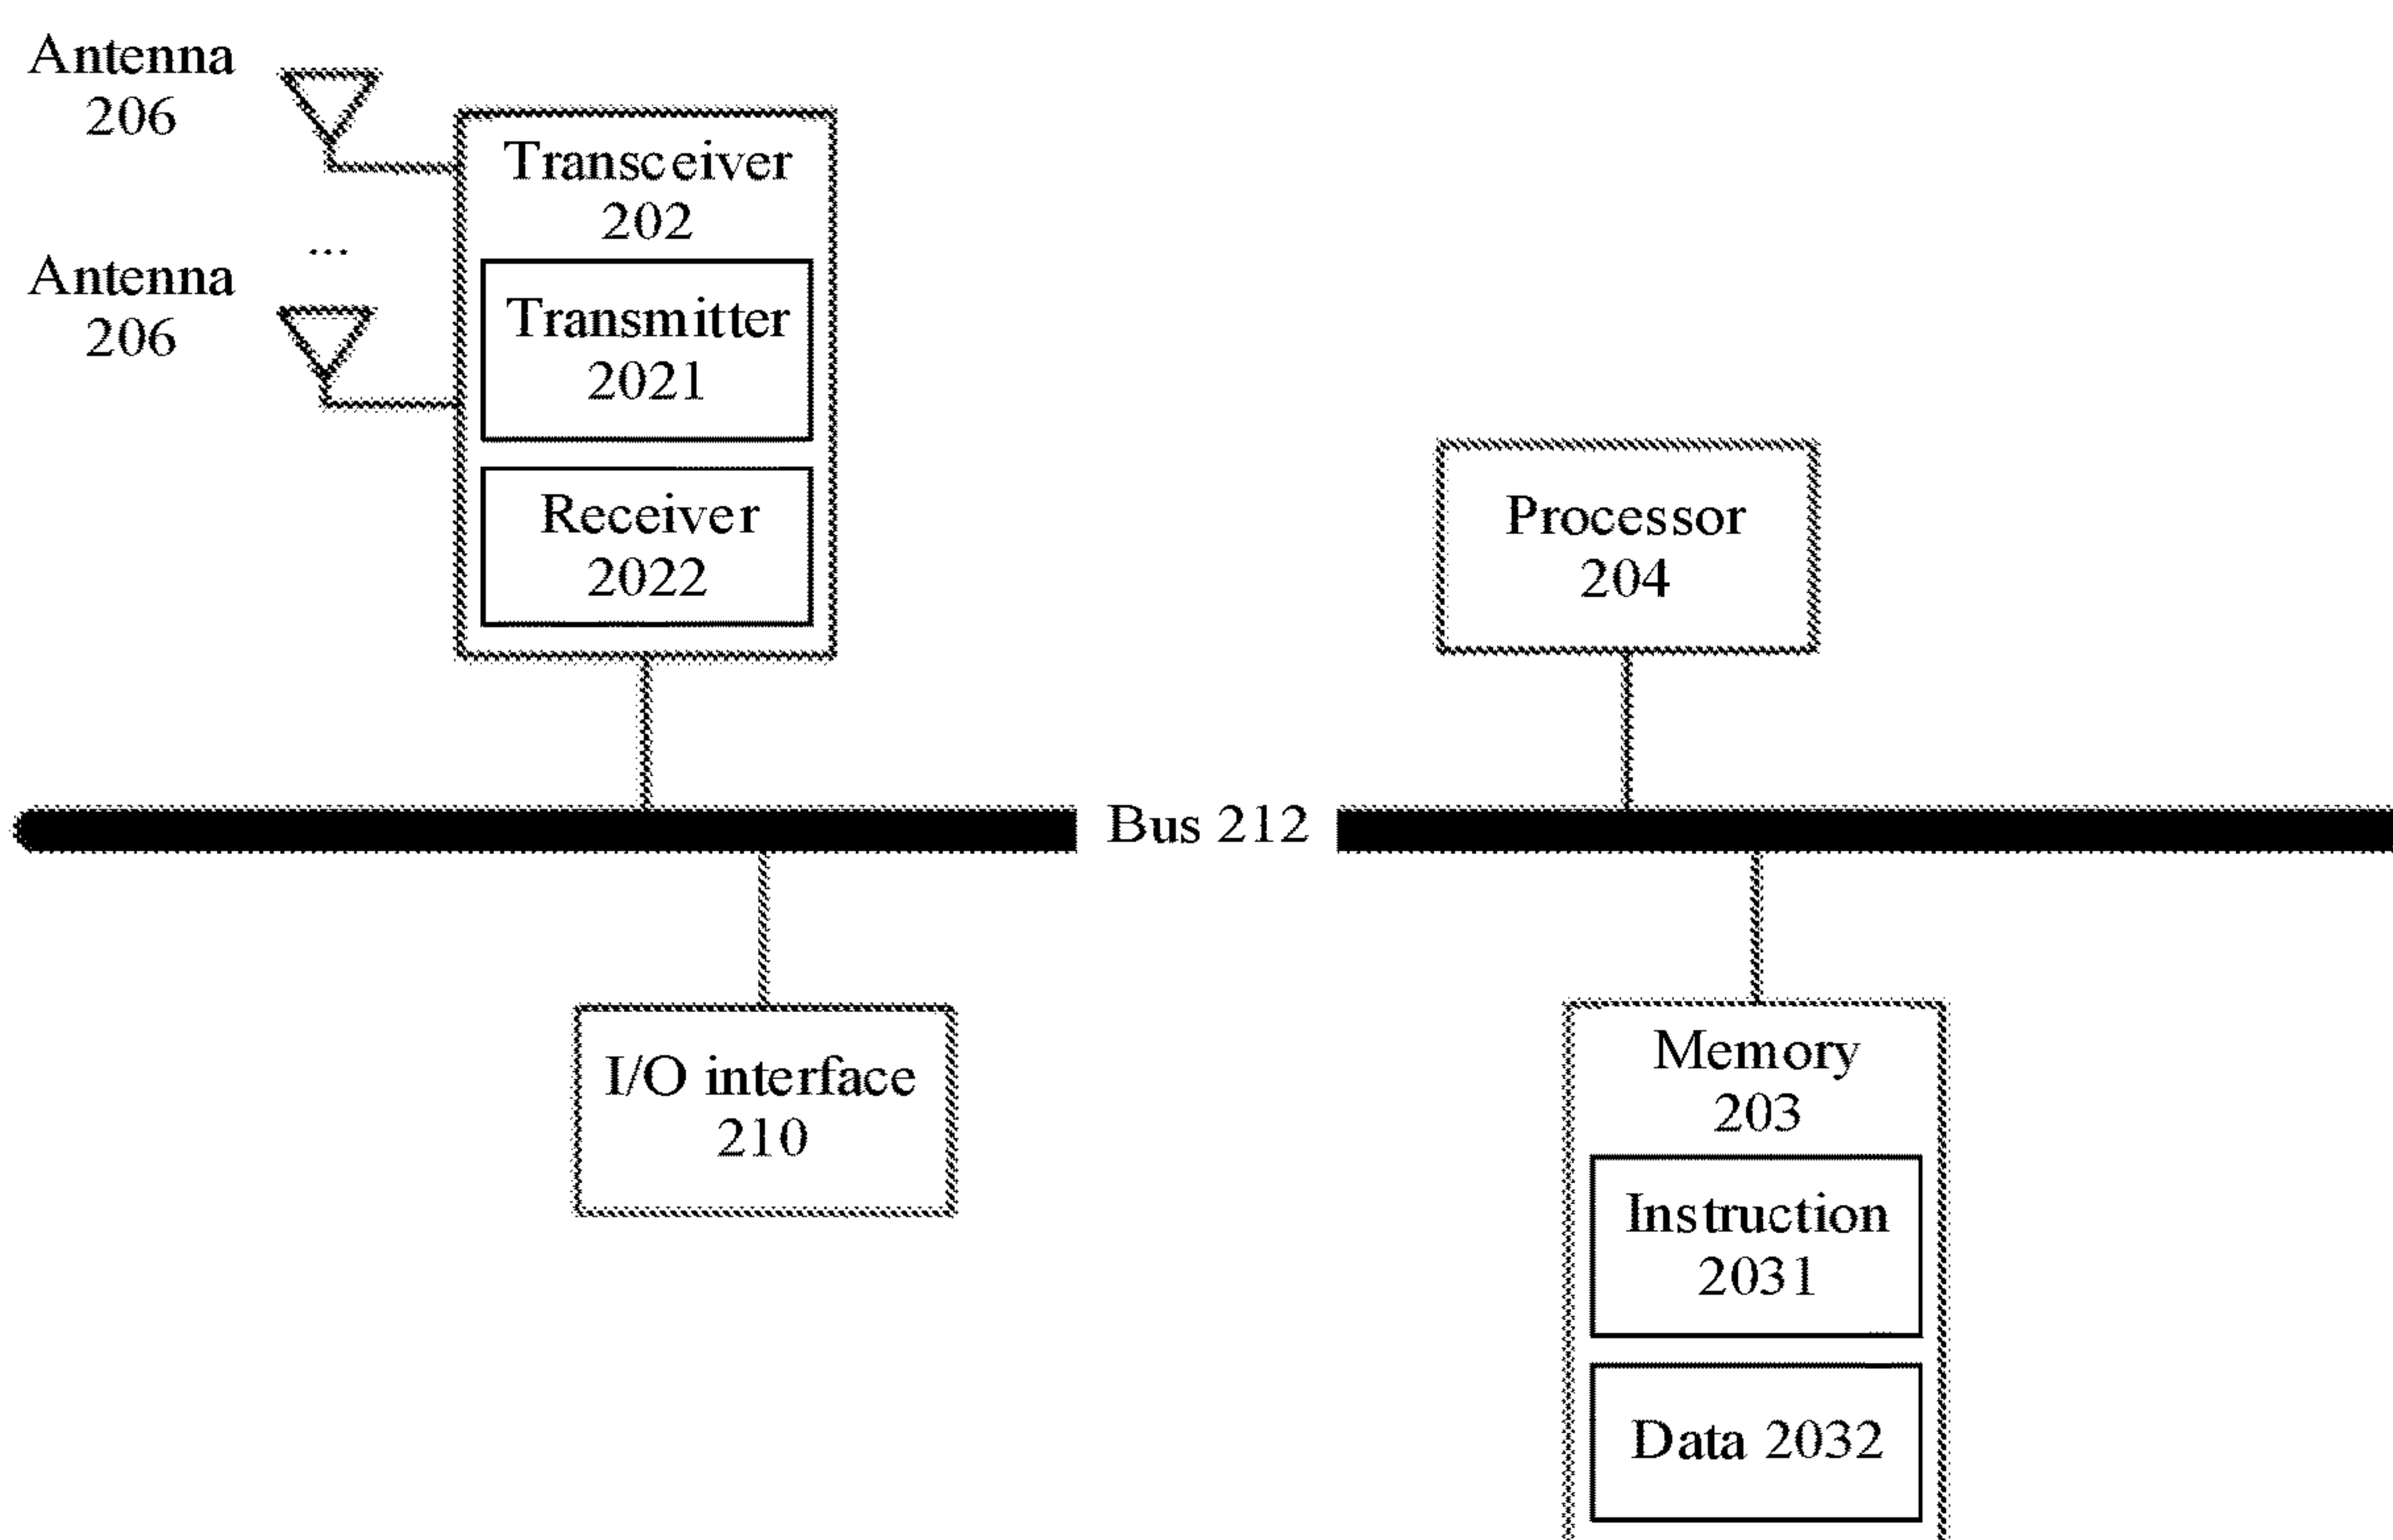 Antenna
206
...
Antenna
206
Transceiver
202
Transmitter
2021
Receiver
2022
Processor
204
Bus 212
I/O interface
210
Memory
203
Instruction
2031
Data 2032